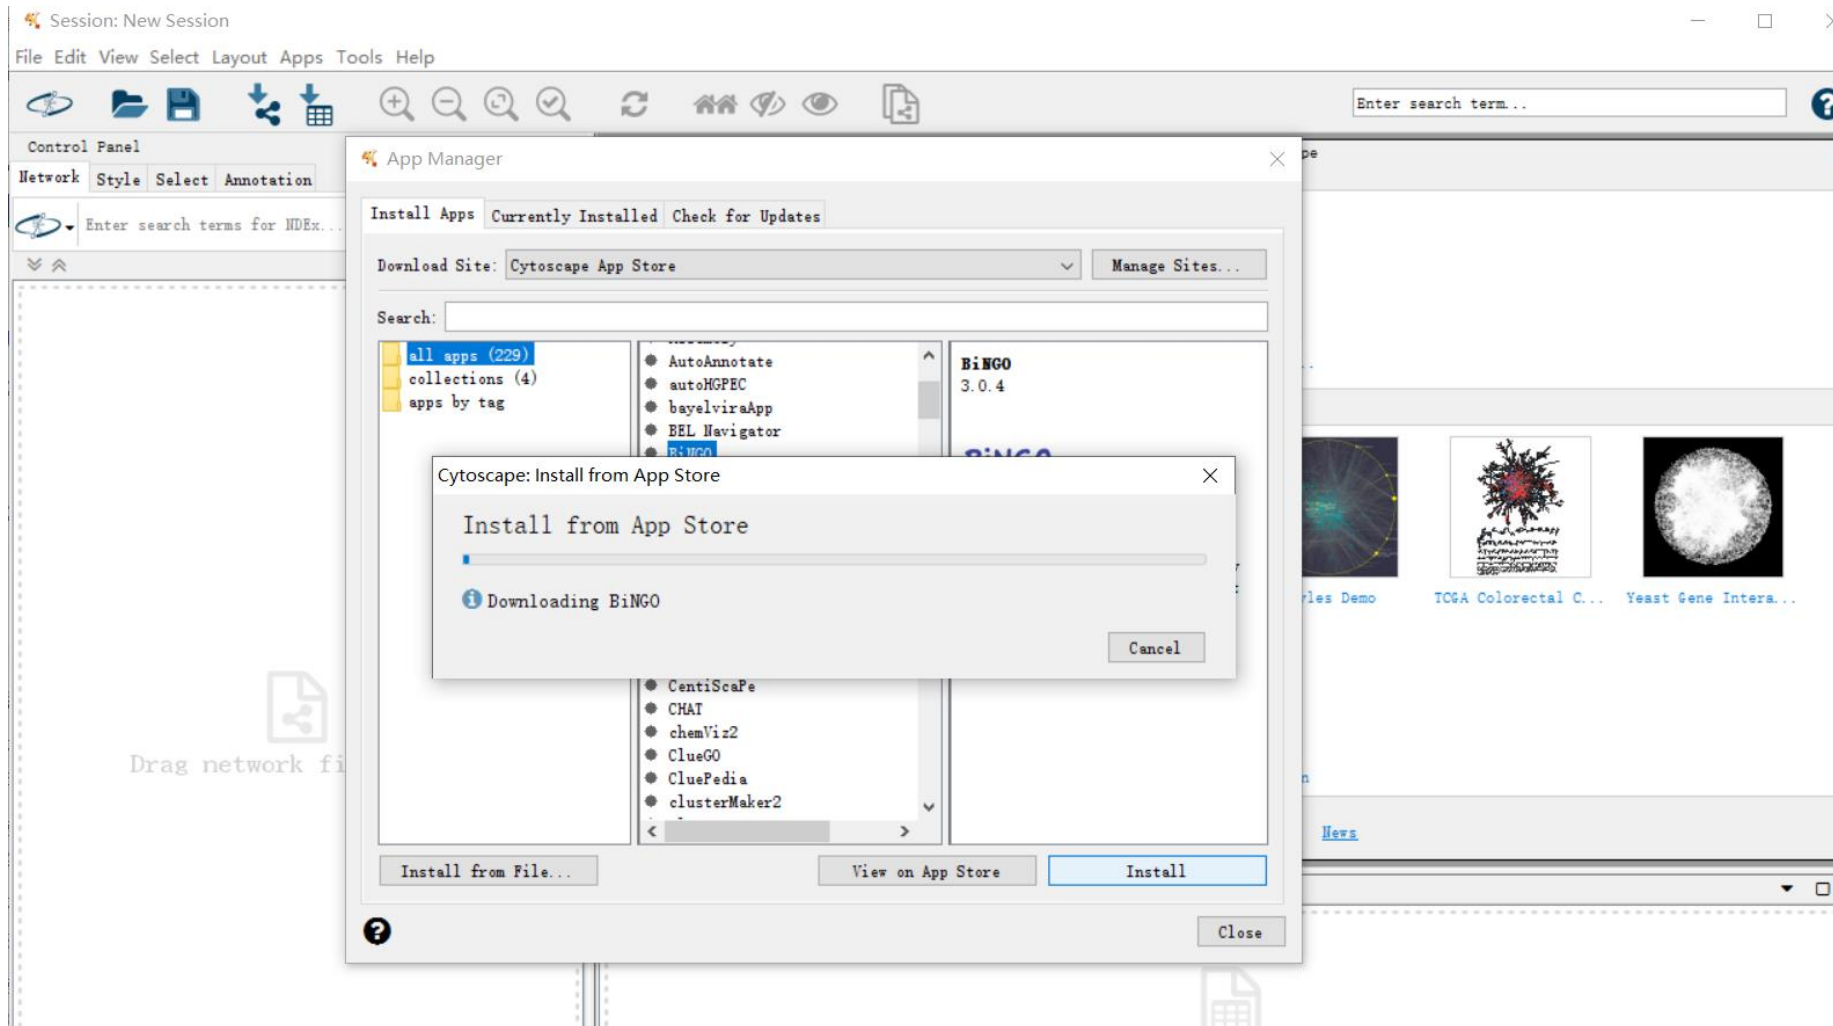 Session: New Session
File Edit View Select Layout Apps Tools Help
Enter search term...
Control Panel
Network Style Select Annotation
Enter search terms for NDEx...
Drag network fi
App Manager
Install Apps Currently Installed Check for Updates
Download Site: Cytoscape App Store Manage Sites...
Search:
all apps (229)
collections (4)
apps by tag
AutoAnnotate
autoHGPEC
bayelviraApp
BEL Navigator
BiNGO
BiNGO
3.0.4
BiNGO
Cytoscape: Install from App Store
Install from App Store
Downloading BiNGO
Cancel
CentiScaPe
CHAT
chemViz2
ClueGO
CluePedia
clusterMaker2
Install from File... View on App Store Install
Close
pe
yles Demo TCGA Colorectal C... Yeast Gene Intera...
n
News